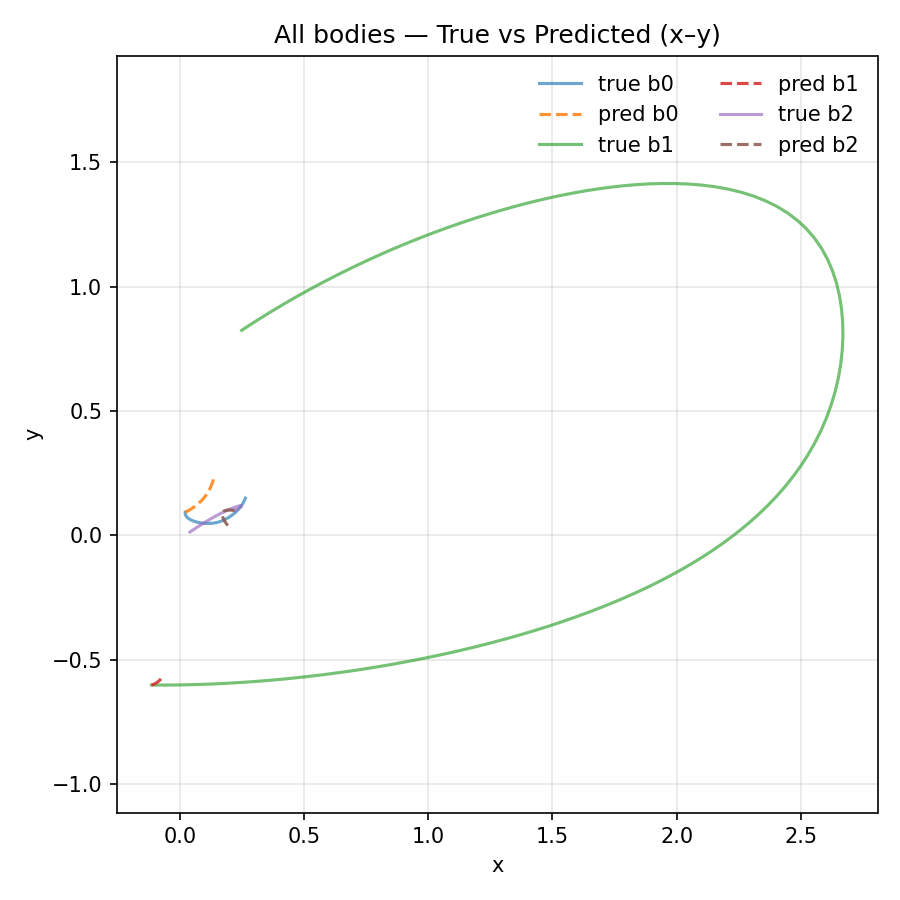 All bodies — True vs Predicted (x–y)
true b0
pred b0
true b1
pred b1
true b2
pred b2
1.5
1.0
0.5
0.0
−0.5
−1.0
y
0.0
0.5
1.0
1.5
2.0
2.5
x